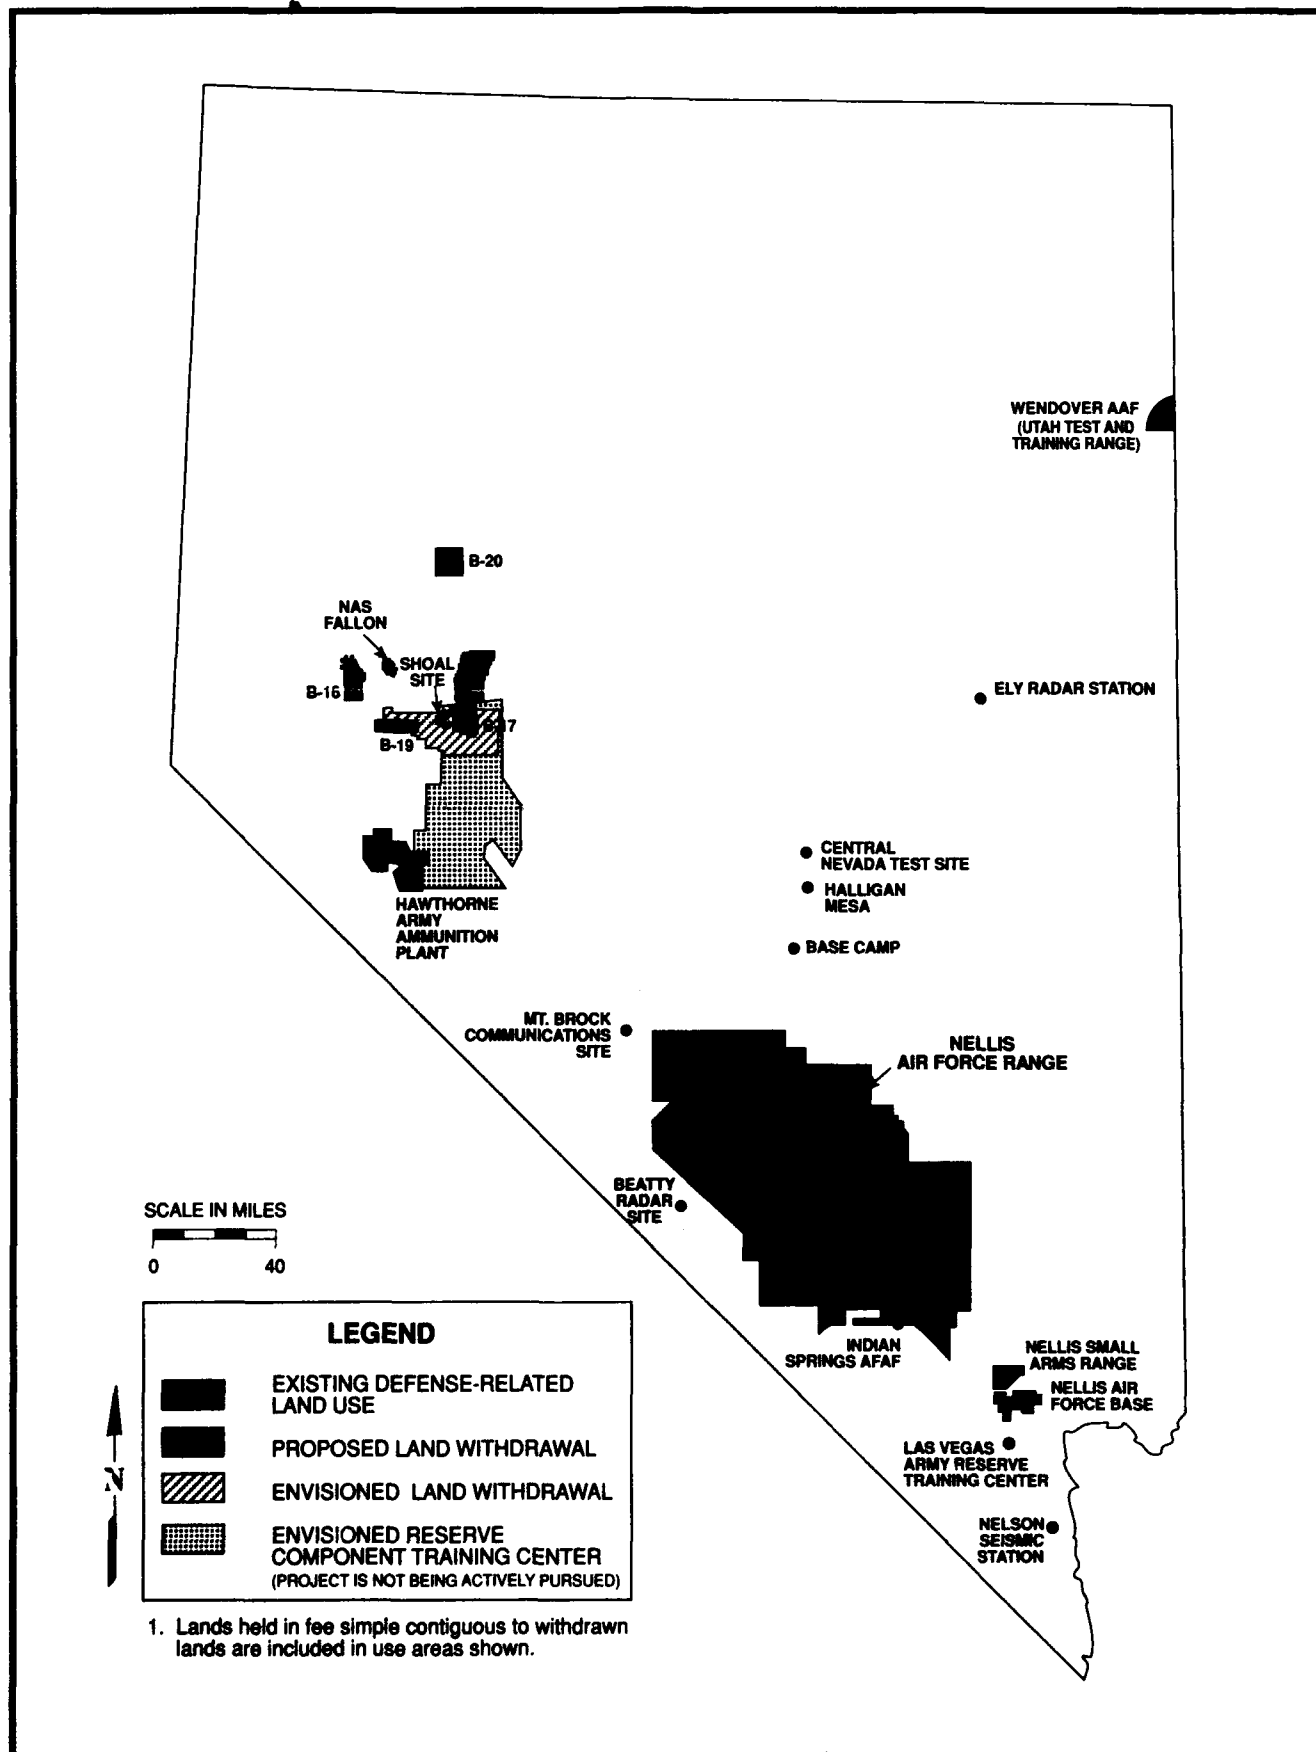 WENDOVER AAF
(UTAH TEST AND
TRAINING RANGE)
B-20
NAS
FALLON
SHOAL
SITE
B-16
B-17
B-19
ELY RADAR STATION
CENTRAL
NEVADA TEST SITE
HALLIGAN
MESA
BASE CAMP
HAWTHORNE
ARMY
AMMUNITION
PLANT
MT. BROCK
COMMUNICATIONS
SITE
NELLIS
AIR FORCE RANGE
BEATTY
RADAR
SITE
SCALE IN MILES
0 40
INDIAN
SPRINGS AFAF
NELLIS SMALL
ARMS RANGE
NELLIS AIR
FORCE BASE
LAS VEGAS
ARMY RESERVE
TRAINING CENTER
NELSON
SEISMIC
STATION
LEGEND
EXISTING DEFENSE-RELATED
LAND USE
PROPOSED LAND WITHDRAWAL
ENVISIONED LAND WITHDRAWAL
ENVISIONED RESERVE
COMPONENT TRAINING CENTER
(PROJECT IS NOT BEING ACTIVELY PURSUED)
N
1. Lands held in fee simple contiguous to withdrawn
lands are included in use areas shown.